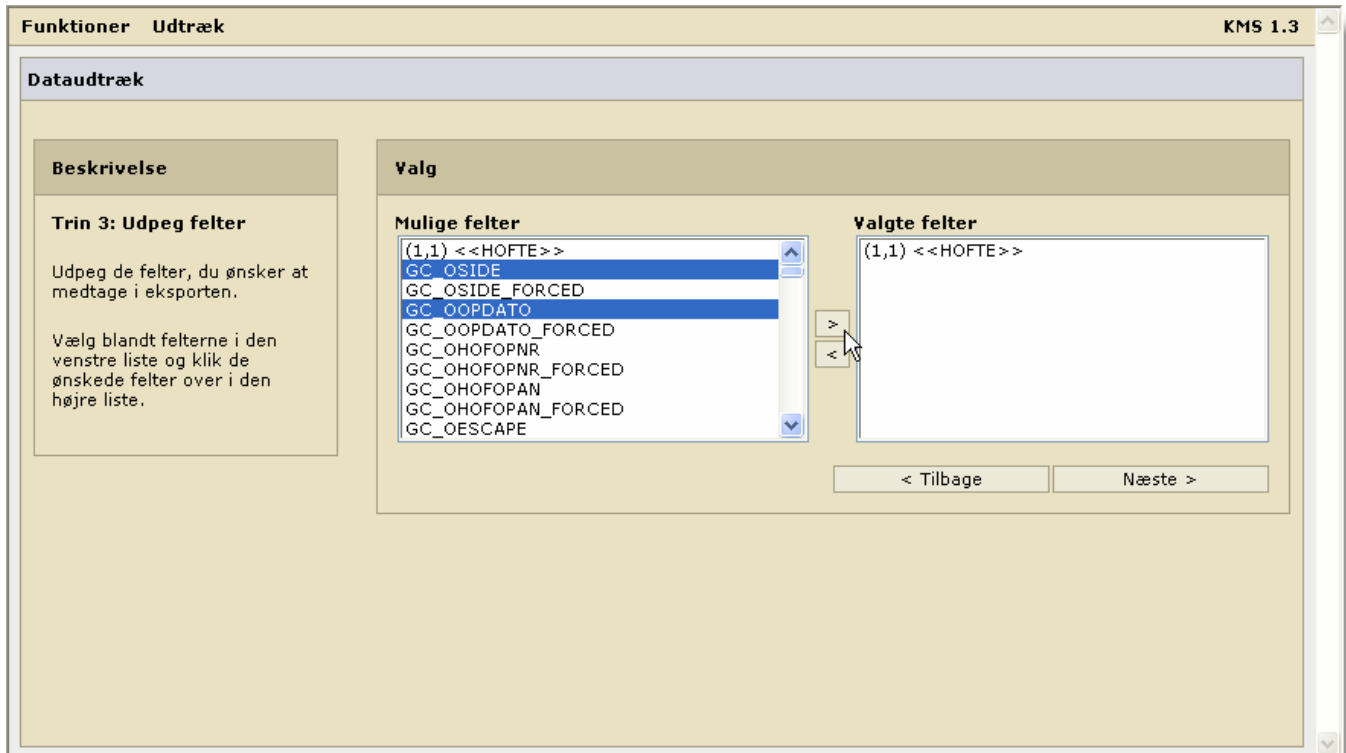 Funktioner Udtræk KMS 1.3
Dataudtræk
Beskrivelse
Trin 3: Udpeg felter
Udpeg de felter, du ønsker at
medtage i eksporten.
Vælg blandt felterne i den
venstre liste og klik de
ønskede felter over i den
højre liste.
Valg
Mulige felter
(1,1) <<HOFTE>>
GC_OSIDE
GC_OSIDE_FORCED
GC_OOPDATO
GC_OOPDATO_FORCED
GC_OHOFOPNR
GC_OHOFOPNR_FORCED
GC_OHOFOPAN
GC_OHOFOPAN_FORCED
GC_OESCAPE
>
<
Valgte felter
(1,1) <<HOFTE>>
< Tilbage
Næste >